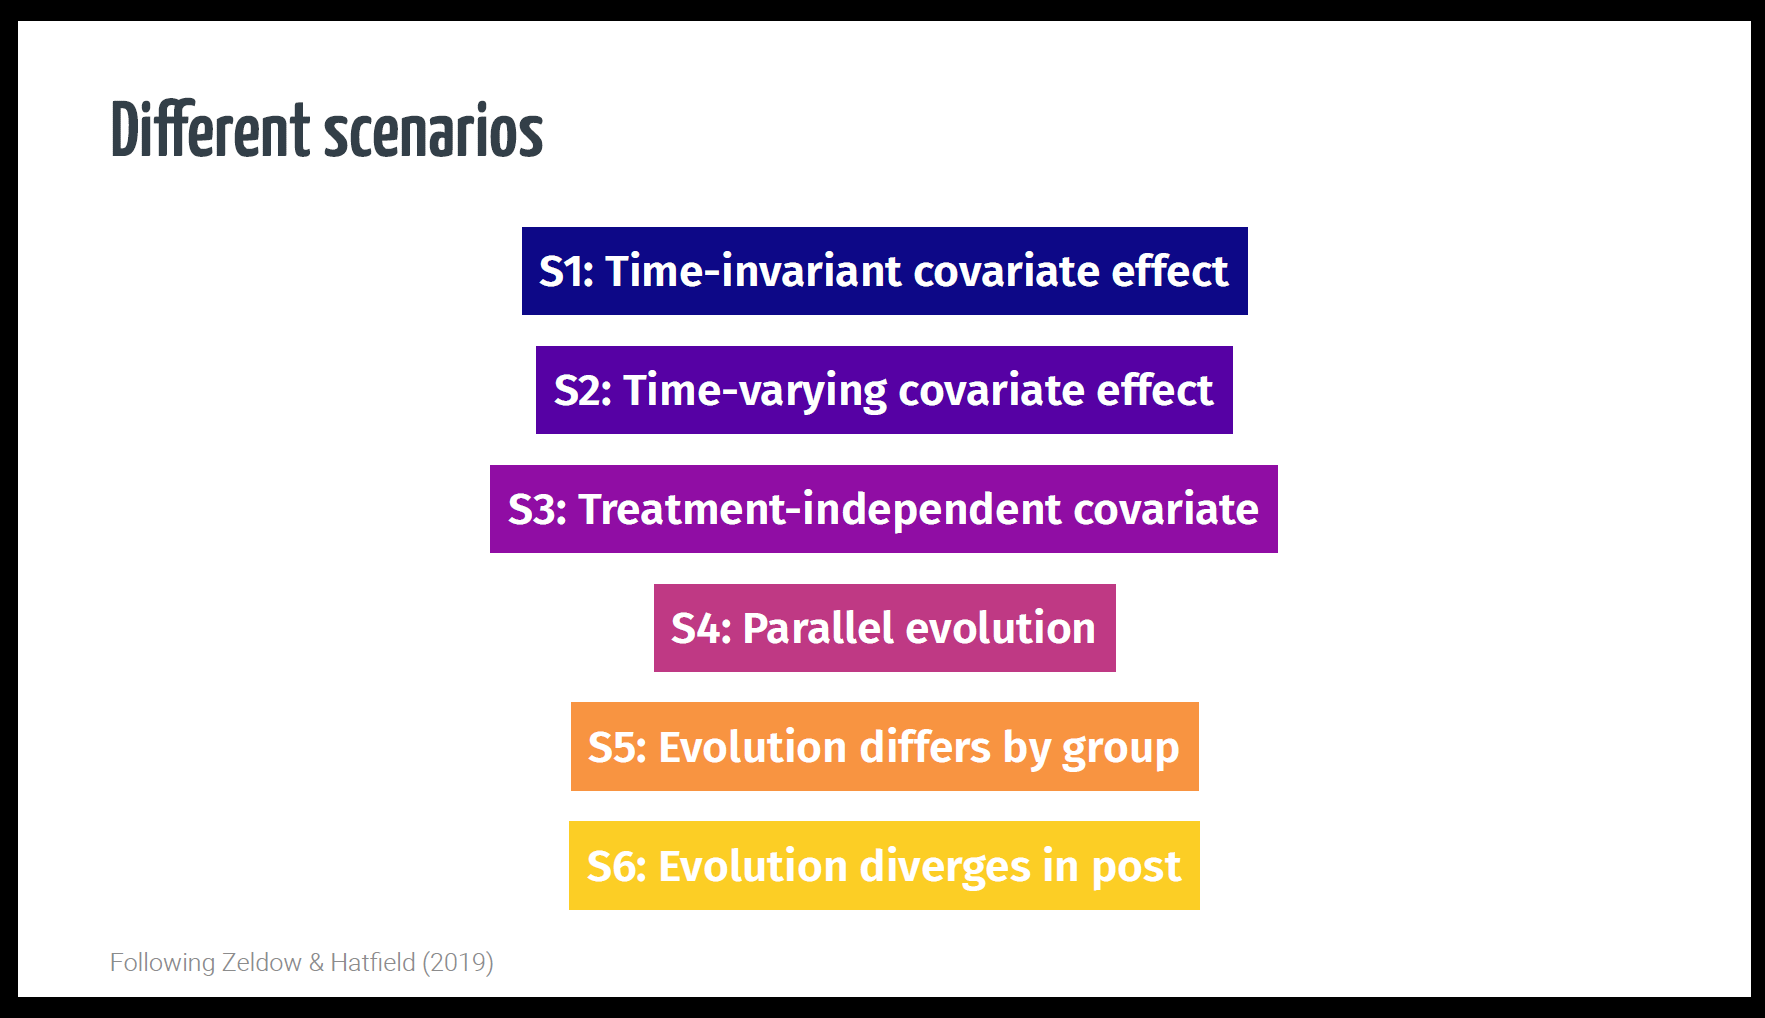 Different scenarios
S1: Time-invariant covariate effect
S2: Time-varying covariate effect
S3: Treatment-independent covariate
S4: Parallel evolution
S5: Evolution differs by group
S6: Evolution diverges in post
Following Zeldow & Hatfield (2019)